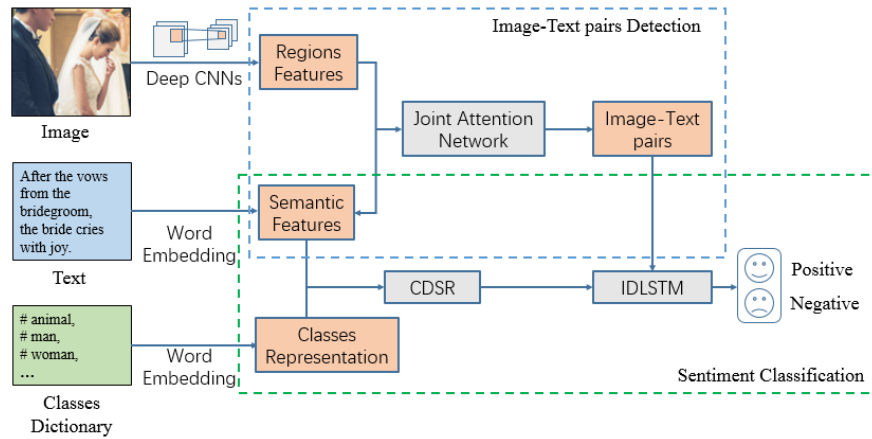 Image-Text pairs Detection
Deep CNNs
Regions
Features
Image
Joint Attention
Network
Image-Text
pairs
After the vows
from the
bridegroom,
the bride cries
with joy.
Text
Word
Embedding
Semantic
Features
CDSR
IDLSTM
Positive
Negative
# animal,
# man,
# woman,
...
Classes
Dictionary
Word
Embedding
Classes
Representation
Sentiment Classification